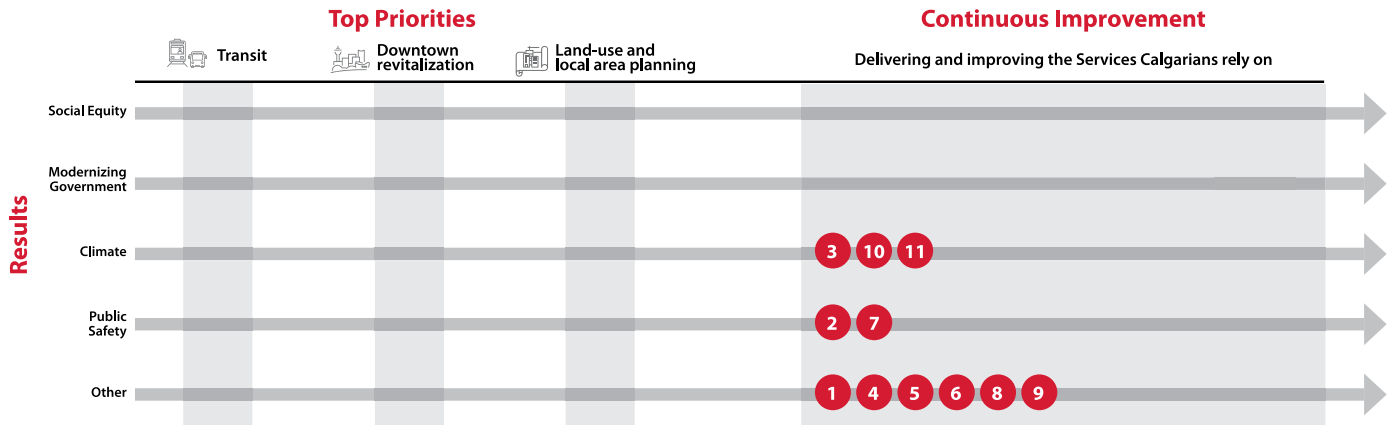 Top Priorities
Continuous Improvement
Transit
Downtown
revitalization
Land-use and
local area planning
Delivering and improving the Services Calgarians rely on
Results
Social Equity
Modernizing
Government
Climate
3 10 11
Public
Safety
2 7
Other
1 4 5 6 8 9